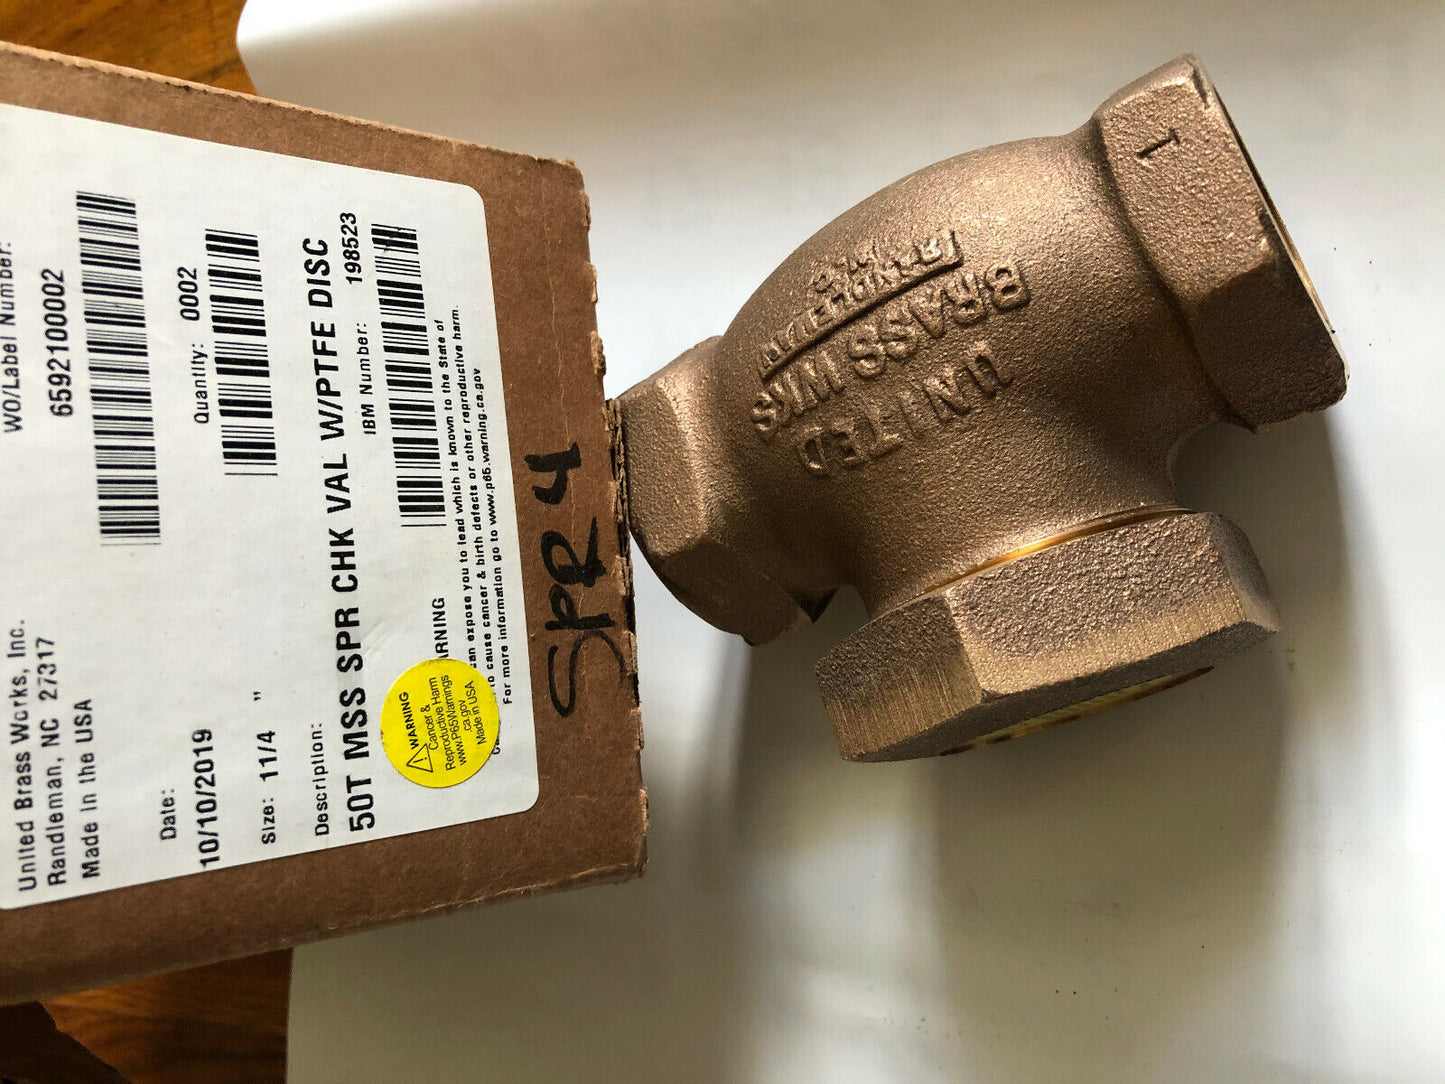 WO/Label Number:
6592100002
Quantity: 0002
United Brass Works, Inc.
Randleman, NC 27317
Made in the USA
Date:
10/10/2019
Size: 11/4 "
Description:
50T MSS SPR CHK VAL W/PTFE DISC
IBM Number:
198523
ARNING
an expose you to lead which is known to the State of
to cause cancer & birth defects or other reproductive harm.
For more information go to www.p65.warning.ca.gov
WARNING
Cancer &
Reproductive Harm
www.P65Warnings
.ca.gov
Made in USA
SPR 4
UNITED
BRASS WKS
1